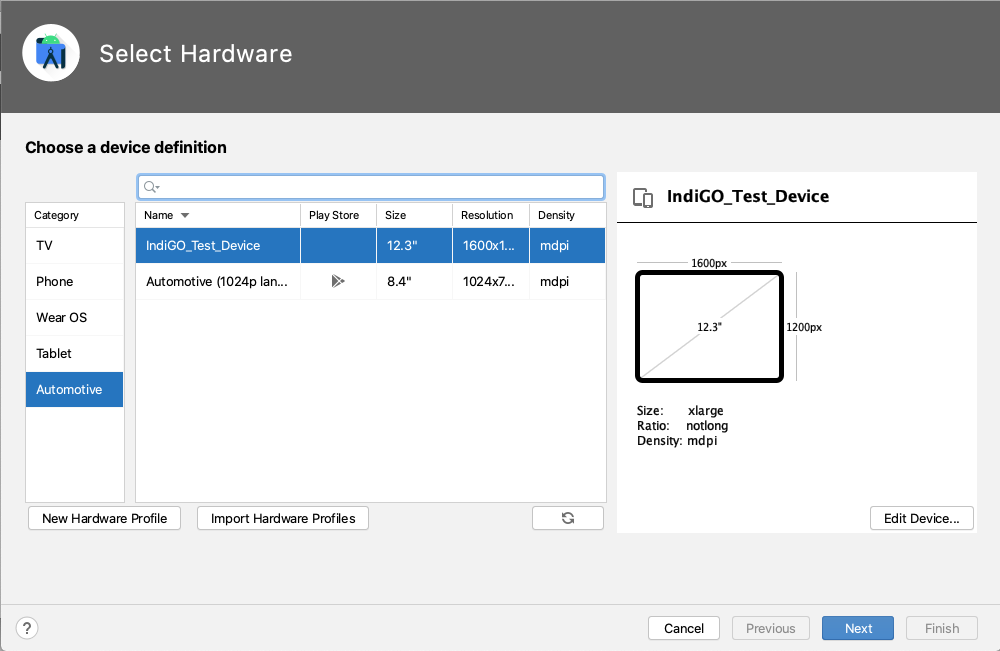 Select Hardware
Choose a device definition
Category
TV
Phone
Wear OS
Tablet
Automotive
Name Play Store Size Resolution Density
IndiGO_Test_Device 12.3" 1600x1... mdpi
Automotive (1024p lan... 8.4" 1024x7... mdpi
New Hardware Profile Import Hardware Profiles
IndiGO_Test_Device
1600px
12.3"
1200px
Size: xlarge
Ratio: notlong
Density: mdpi
Edit Device...
? Cancel Previous Next Finish